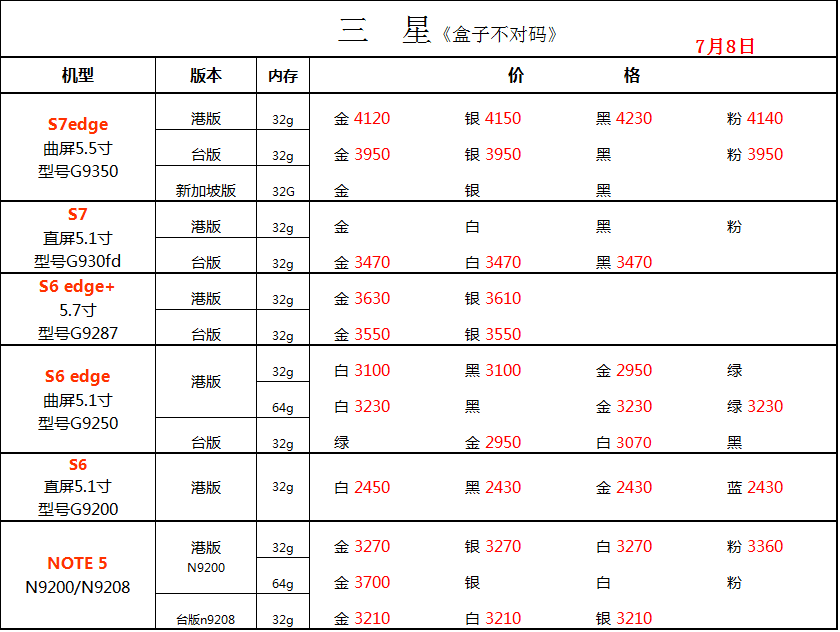 三 星《盒子不对码》
7月8日
机型 版本 内存 价 格
S7edge
曲屏5.5寸
型号G9350
港版 32g 金 4120 银 4150 黑 4230 粉 4140
台版 32g 金 3950 银 3950 黑 粉 3950
新加坡版 32G 金 银 黑
S7
直屏5.1寸
型号G930fd
港版 32g 金 白 黑 粉
台版 32g 金 3470 白 3470 黑 3470
S6 edge+
5.7寸
型号G9287
港版 32g 金 3630 银 3610
台版 32g 金 3550 银 3550
S6 edge
曲屏5.1寸
型号G9250
港版 32g 白 3100 黑 3100 金 2950 绿
64g 白 3230 黑 金 3230 绿 3230
台版 32g 绿 金 2950 白 3070 黑
S6
直屏5.1寸
型号G9200
港版 32g 白 2450 黑 2430 金 2430 蓝 2430
NOTE 5
N9200/N9208
港版 32g 金 3270 银 3270 白 3270 粉 3360
N9200
64g 金 3700 银 白 粉
台版n9208 32g 金 3210 白 3210 银 3210